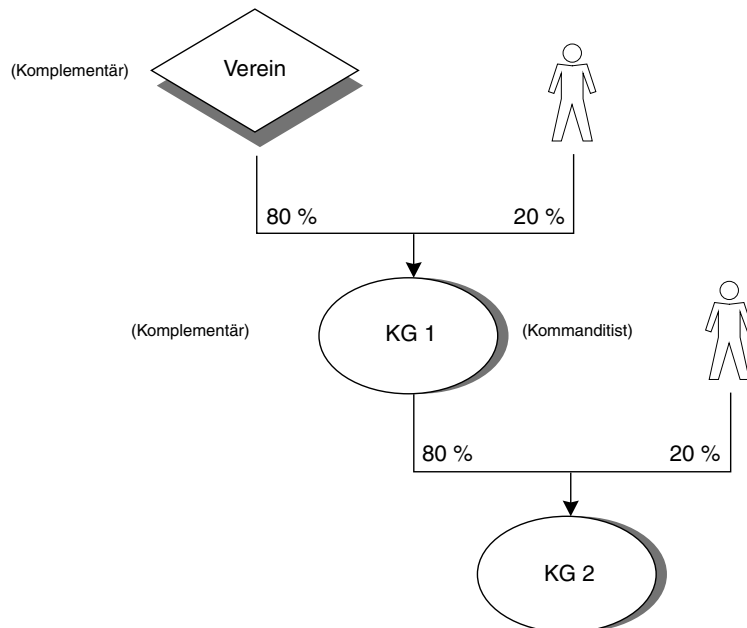 (Komplementär)
Verein
80 %
20 %
(Komplementär)
KG 1
(Kommanditist)
80 %
20 %
KG 2